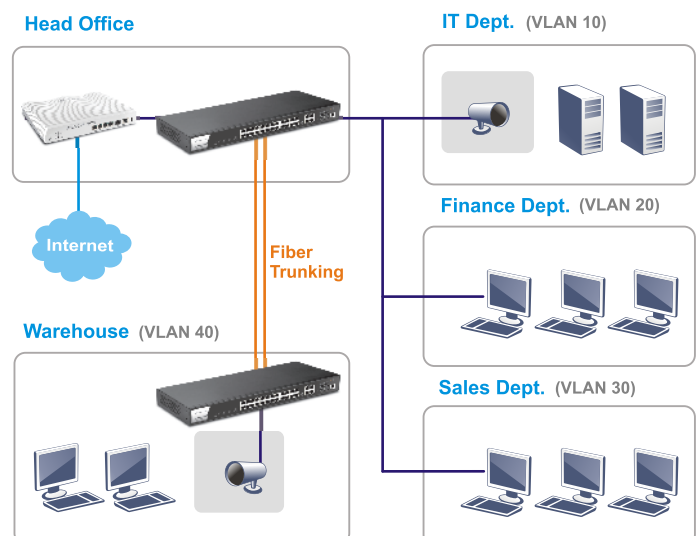 Head Office
IT Dept. (VLAN 10)
Finance Dept. (VLAN 20)
Internet
Fiber
Trunking
Warehouse (VLAN 40)
Sales Dept. (VLAN 30)